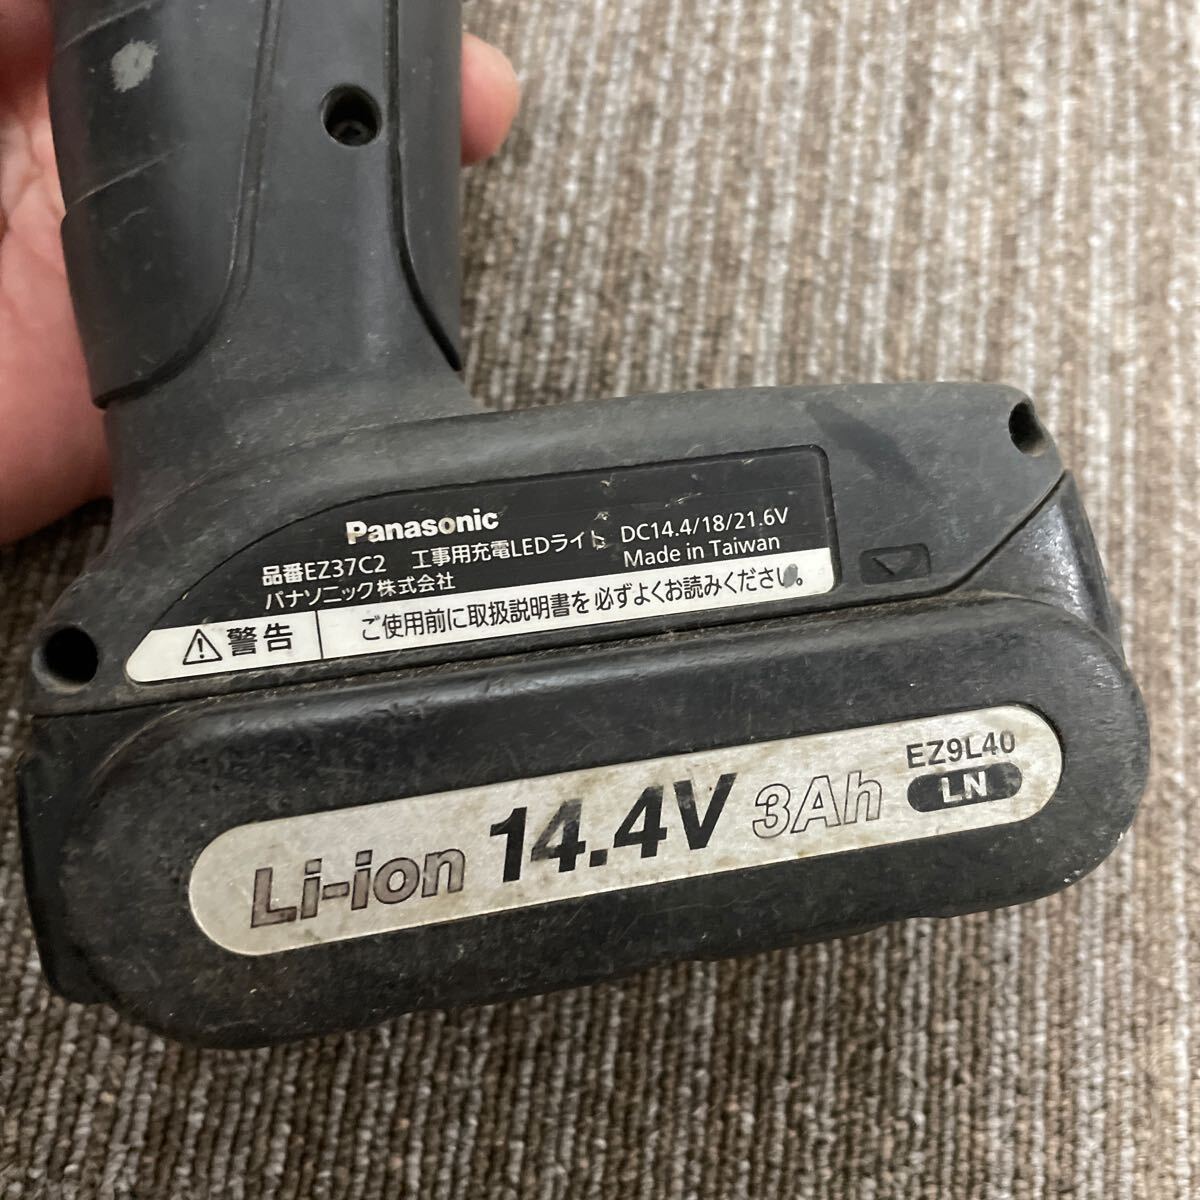 Panasonic
品番EZ37C2 工事用充電LEDライト DC14.4/18/21.6V
パナソニック株式会社 Made in Taiwan
⚠警告 ご使用前に取扱説明書を必ずよくお読みください。
Li-ion 14.4V 3Ah EZ9L40
LN